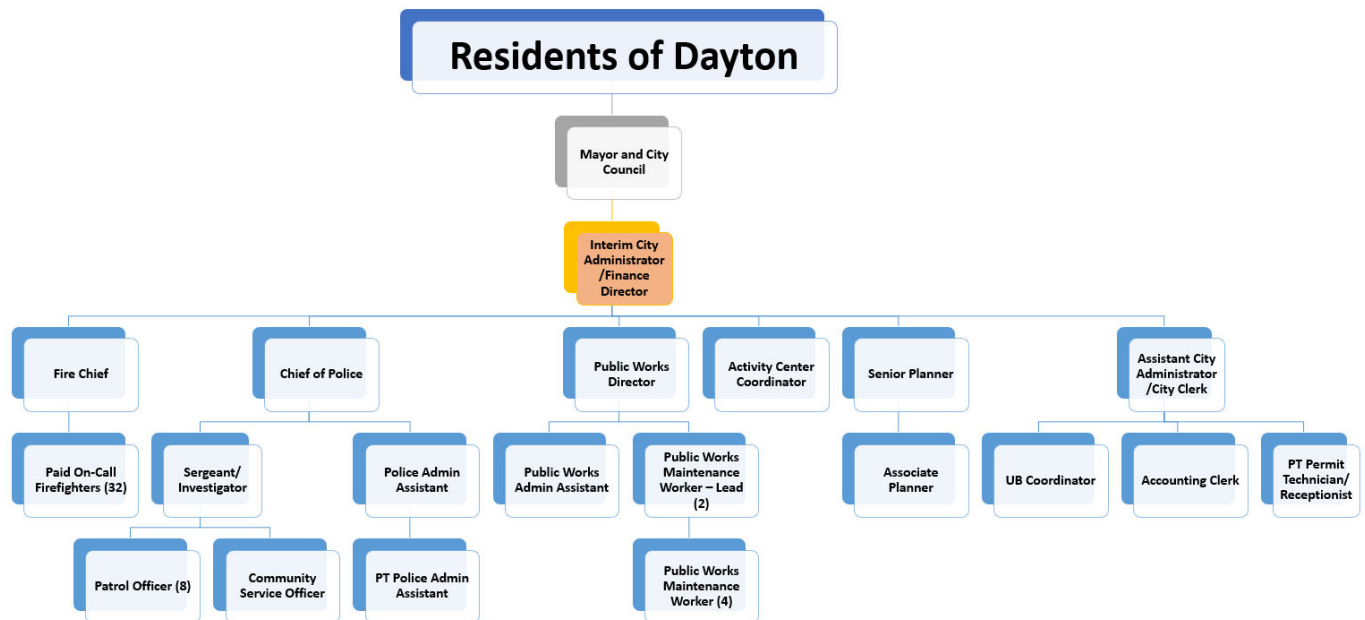 Residents of Dayton
Mayor and City
Council
Interim City
Administrator
/Finance
Director
Fire Chief
Chief of Police
Public Works
Director
Activity Center
Coordinator
Senior Planner
Assistant City
Administrator
/City Clerk
Paid On-Call
Firefighters (32)
Sergeant/
Investigator
Police Admin
Assistant
Public Works
Admin Assistant
Public Works
Maintenance
Worker – Lead
(2)
Associate
Planner
UB Coordinator
Accounting Clerk
PT Permit
Technician/
Receptionist
Patrol Officer (8)
Community
Service Officer
PT Police Admin
Assistant
Public Works
Maintenance
Worker (4)